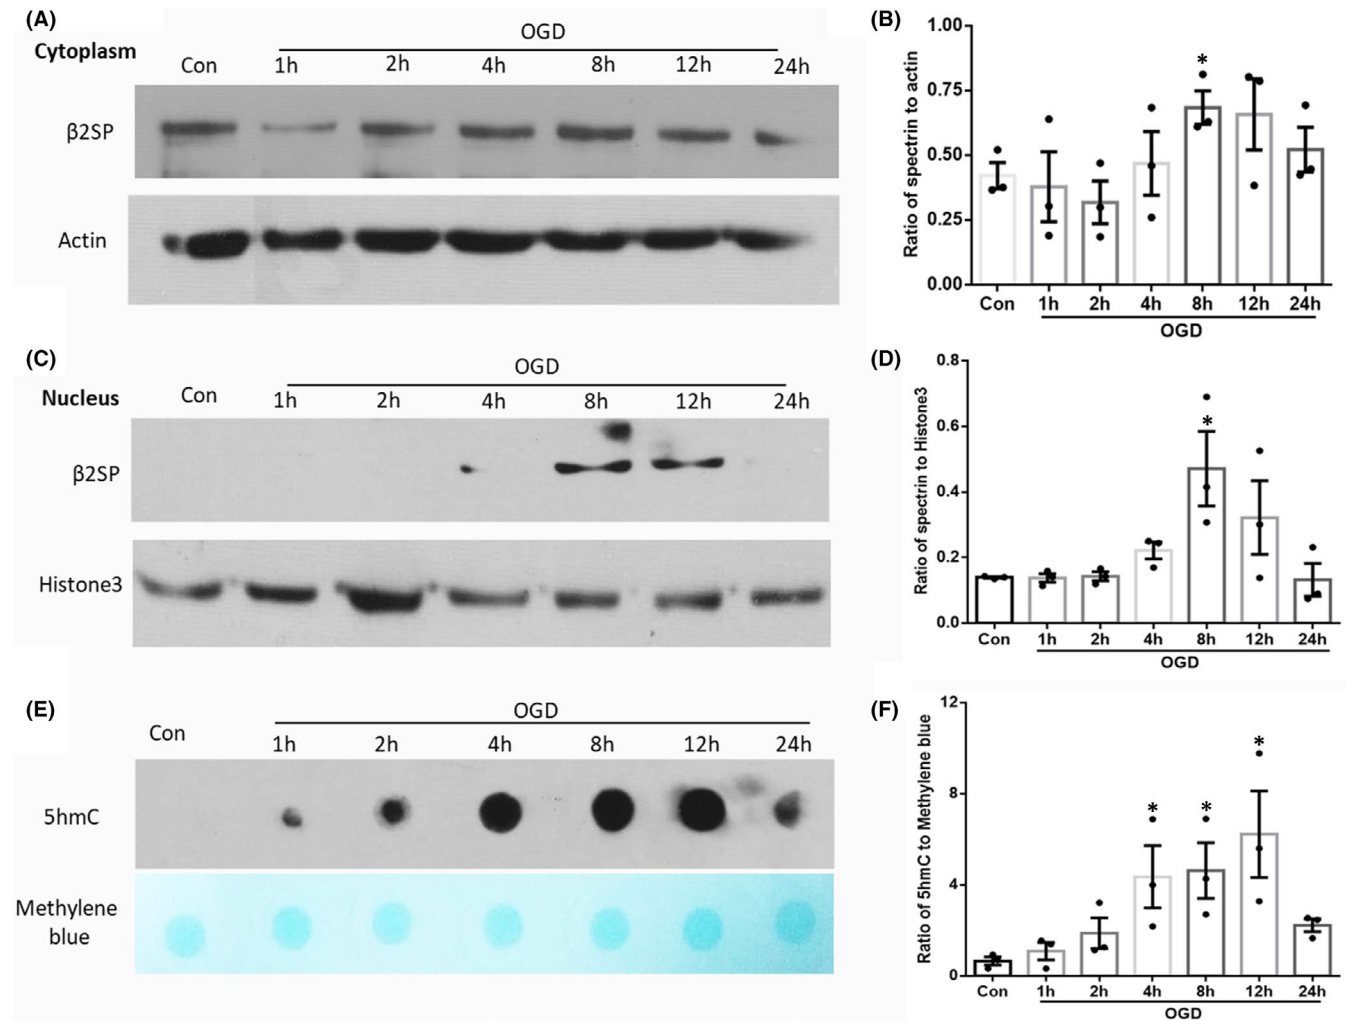 (A)
Cytoplasm
OGD
Con 1h 2h 4h 8h 12h 24h
β2SP
Actin
(B)
Ratio of spectrin to actin
1.00
0.75
0.50
0.25
0.00
*
Con 1h 2h 4h 8h 12h 24h
OGD
(C)
Nucleus
OGD
Con 1h 2h 4h 8h 12h 24h
β2SP
Histone3
(D)
Ratio of spectrin to Histone3
0.8
0.6
0.4
0.2
0.0
*
Con 1h 2h 4h 8h 12h 24h
OGD
(E)
OGD
Con 1h 2h 4h 8h 12h 24h
5hmC
Methylene
blue
(F)
Ratio of 5hmC to Methylene blue
12
8
4
0
* * *
Con 1h 2h 4h 8h 12h 24h
OGD